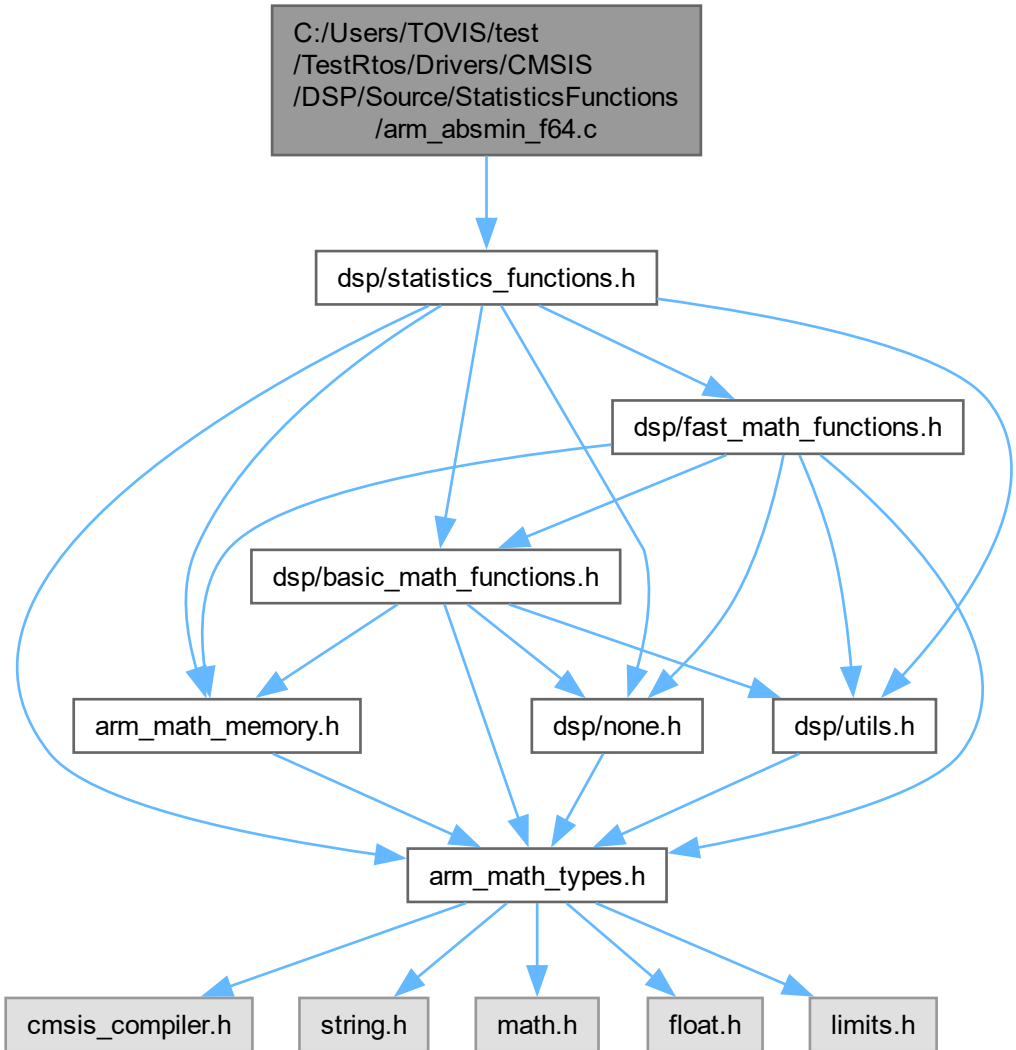 C:/Users/TOVIS/test
/TestRtos/Drivers/CMSIS
/DSP/Source/StatisticsFunctions
/arm_absmin_f64.c
dsp/statistics_functions.h
dsp/fast_math_functions.h
dsp/basic_math_functions.h
arm_math_memory.h
dsp/none.h
dsp/utils.h
arm_math_types.h
cmsis_compiler.h
string.h
math.h
float.h
limits.h